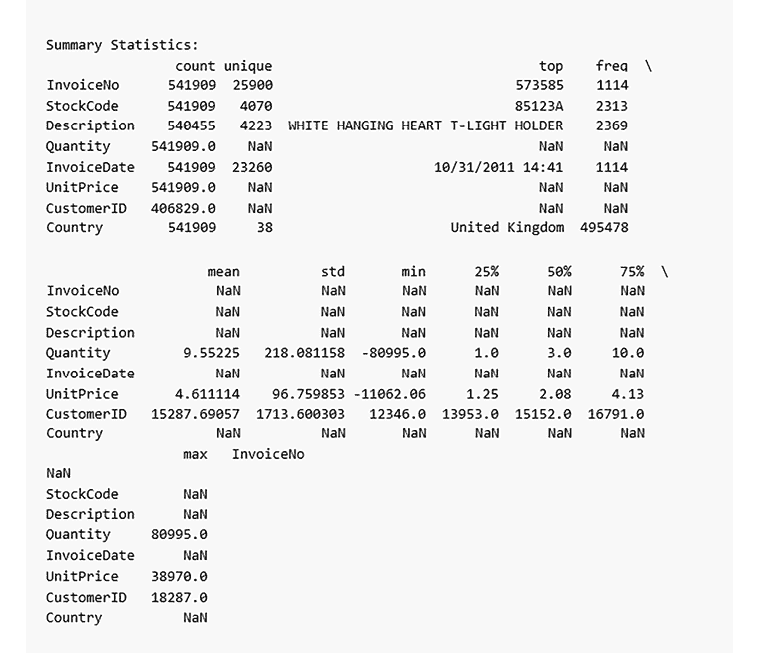 Summary Statistics:
count unique top freq \
InvoiceNo 541909 25900 573585 1114
StockCode 541909 4070 85123A 2313
Description 540455 4223 WHITE HANGING HEART T-LIGHT HOLDER 2369
Quantity 541909.0 NaN NaN NaN
InvoiceDate 541909 23260 10/31/2011 14:41 1114
UnitPrice 541909.0 NaN NaN NaN
CustomerID 406829.0 NaN NaN NaN
Country 541909 38 United Kingdom 495478
mean std min 25% 50% 75% \
InvoiceNo NaN NaN NaN NaN NaN NaN
StockCode NaN NaN NaN NaN NaN NaN
Description NaN NaN NaN NaN NaN NaN
Quantity 9.55225 218.081158 -80995.0 1.0 3.0 10.0
InvoiceDate NaN NaN NaN NaN NaN NaN
UnitPrice 4.611114 96.759853 -11062.06 1.25 2.08 4.13
CustomerID 15287.69057 1713.600303 12346.0 13953.0 15152.0 16791.0
Country NaN NaN NaN NaN NaN NaN
max InvoiceNo
NaN
StockCode NaN
Description NaN
Quantity 80995.0
InvoiceDate NaN
UnitPrice 38970.0
CustomerID 18287.0
Country NaN